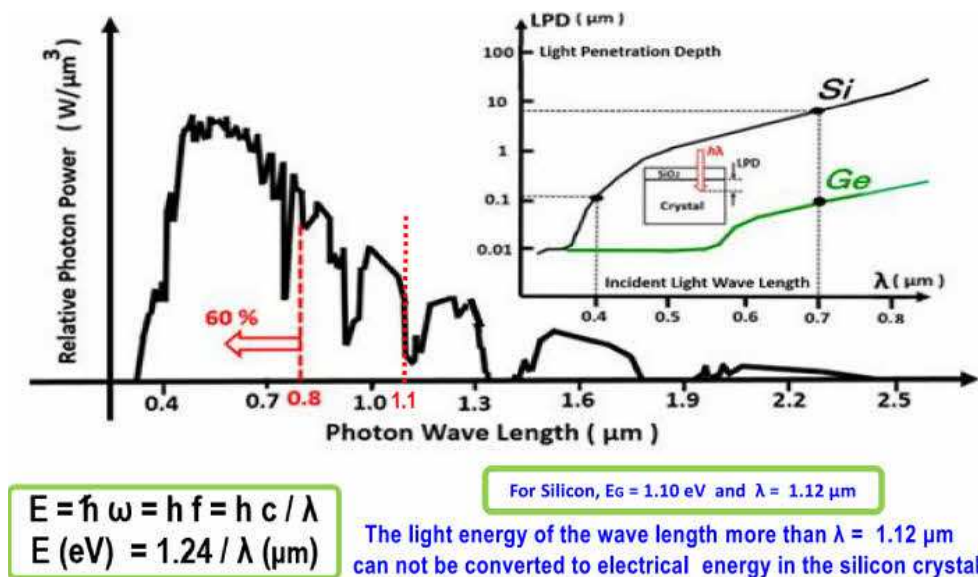 LPD ( μm )
100
10
1
0.1
0.01
Light Penetration Depth
Si
Ge
hλ
LPD
SiO₂
Crystal
Incident Light Wave Length
λ ( μm )
0.4 0.5 0.6 0.7 0.8
Relative Photon Power (W/μm³)
60 %
0.4 0.7 0.8 1.0 1.1 1.3 1.6 1.9 2.2 2.5
Photon Wave Length ( μm )
E = ħ ω = h f = h c / λ
E (eV) = 1.24 / λ (μm)
For Silicon, EG = 1.10 eV and λ = 1.12 μm
The light energy of the wave length more than λ = 1.12 μm
can not be converted to electrical energy in the silicon crystal